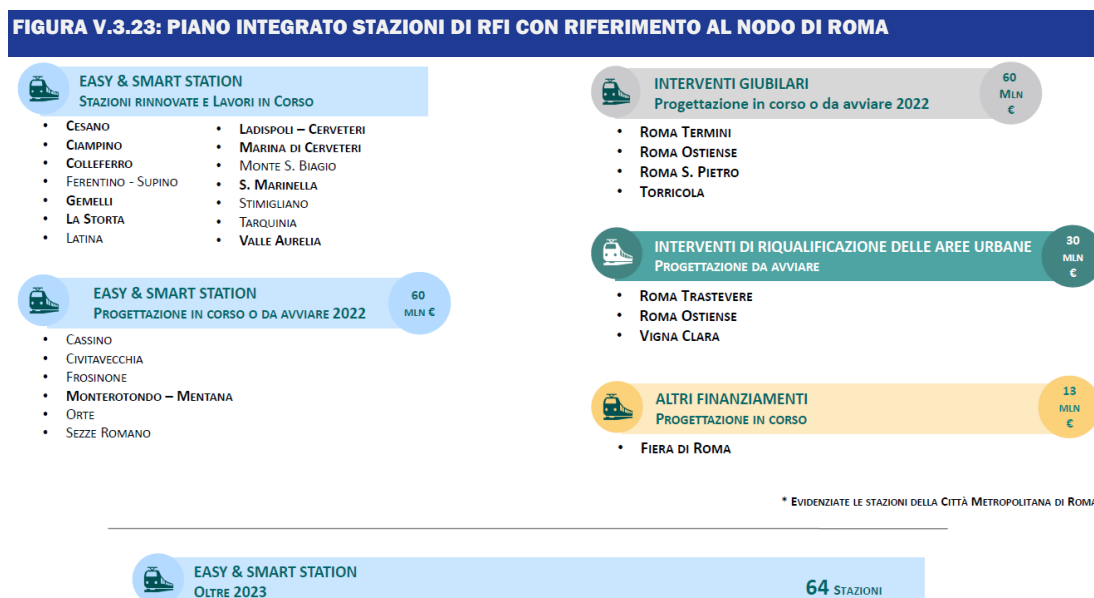 FIGURA V.3.23: PIANO INTEGRATO STAZIONI DI RFI CON RIFERIMENTO AL NODO DI ROMA
EASY & SMART STATION
STAZIONI RINNOVATE E LAVORI IN CORSO
• CESANO
• CIAMPINO
• COLLEFERRO
• FERENTINO - SUPINO
• GEMELLI
• LA STORTA
• LATINA
• LADISPOLI – CERVETERI
• MARINA DI CERVETERI
• MONTE S. BIAGIO
• S. MARINELLA
• STIMIGLIANO
• TARQUINIA
• VALLE AURELIA
EASY & SMART STATION
PROGETTAZIONE IN CORSO O DA AVVIARE 2022
60
MLN €
• CASSINO
• CIVITAVECCHIA
• FROSINONE
• MONTEROTONDO – MENTANA
• ORTE
• SEZZE ROMANO
INTERVENTI GIUBILARI
Progettazione in corso o da avviare 2022
60
MLN
€
• ROMA TERMINI
• ROMA OSTIENSE
• ROMA S. PIETRO
• TORRICOLA
INTERVENTI DI RIQUALIFICAZIONE DELLE AREE URBANE
PROGETTAZIONE DA AVVIARE
30
MLN
€
• ROMA TRASTEVERE
• ROMA OSTIENSE
• VIGNA CLARA
ALTRI FINANZIAMENTI
PROGETTAZIONE IN CORSO
13
MLN
€
• FIERA DI ROMA
* EVIDENZIATE LE STAZIONI DELLA CITTÀ METROPOLITANA DI ROMA
EASY & SMART STATION
OLTRE 2023
64 STAZIONI